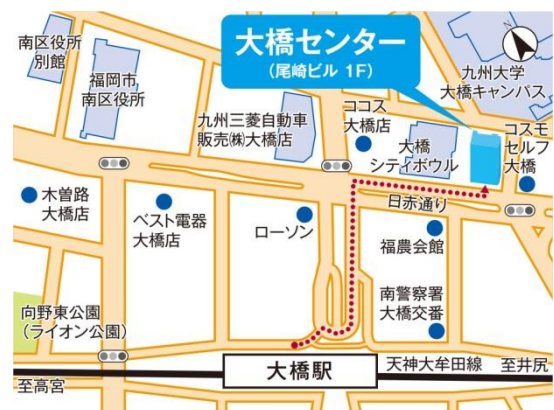 南区役所
別館
福岡市
南区役所
大橋センター
(尾崎ビル 1F)
九州大学
大橋キャンパス
九州三菱自動車
販売㈱大橋店
ココス
大橋店
大橋
シティボウル
コスモ
セルフ
大橋
木曽路
大橋店
ベスト電器
大橋店
ローソン
日赤通り
福農会館
南警察署
大橋交番
向野東公園
(ライオン公園)
大橋駅
天神大牟田線
至井尻
至高宮